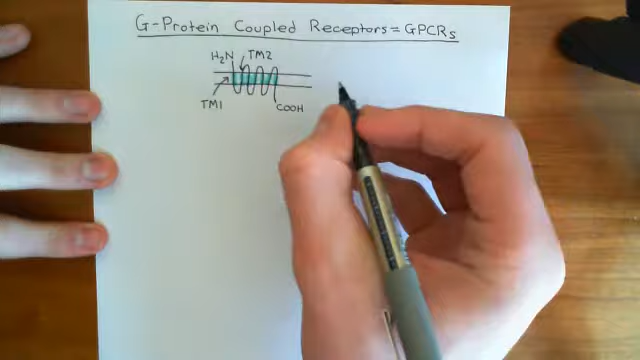 G-Protein Coupled Receptors = GPCRs
H₂N TM2
TM1
COOH